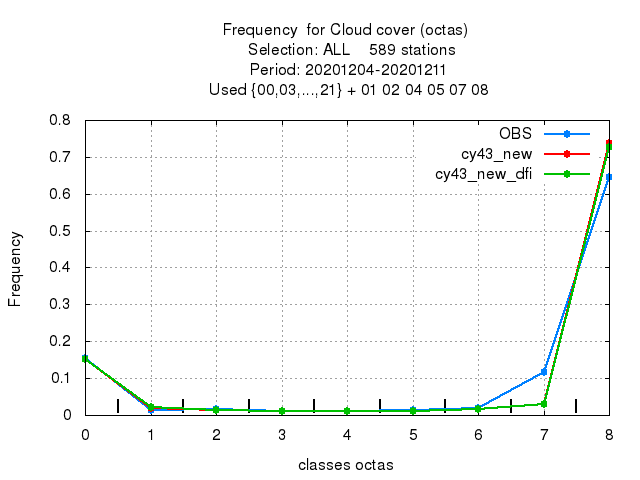 Frequency  for Cloud cover (octas)
Selection: ALL    589 stations
Period: 20201204-20201211
Used {00,03,...,21} + 01 02 04 05 07 08
OBS
cy43_new
cy43_new_dfi
Frequency
0.8
0.7
0.6
0.5
0.4
0.3
0.2
0.1
0
0 1 2 3 4 5 6 7 8
classes octas